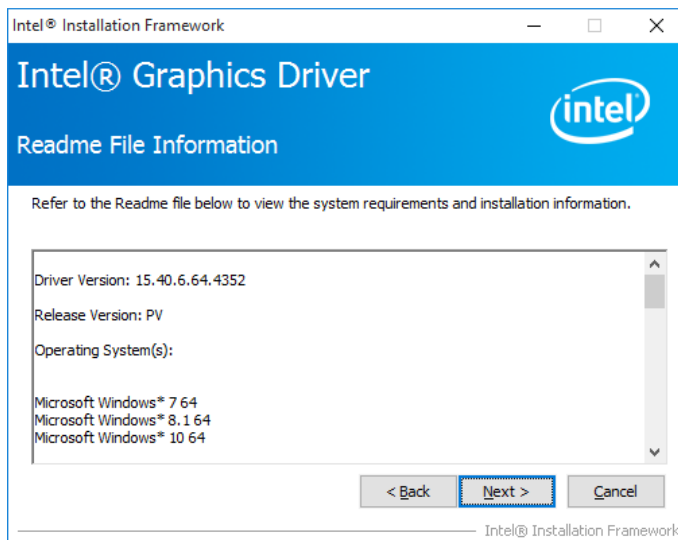 Intel® Installation Framework
Intel® Graphics Driver
intel
Readme File Information
Refer to the Readme file below to view the system requirements and installation information.
Driver Version: 15.40.6.64.4352
Release Version: PV
Operating System(s):
Microsoft Windows* 7 64
Microsoft Windows* 8.1 64
Microsoft Windows* 10 64
< Back
Next >
Cancel
Intel® Installation Framework